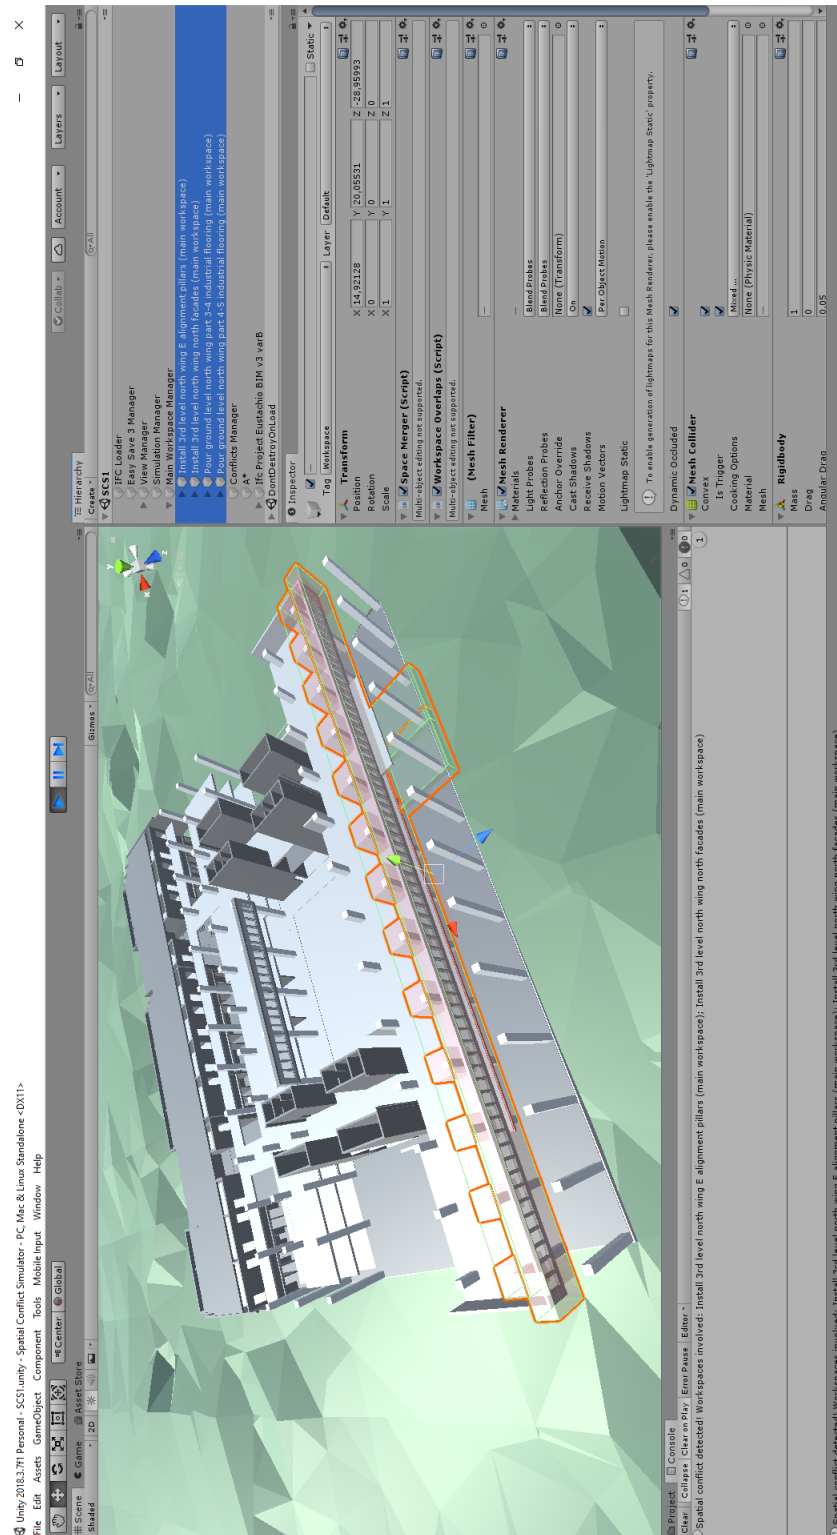 Unity 2018.3.7f1 Personal - SCS1.unity - Spatial Conflict Simulator - PC, Mac & Linux Standalone <DX11>
File Edit Assets GameObject Component Tools Mobile Input Window Help
Center Global
Collab Account Layers Layout
Scene Game Asset Store
Shaded 2D Gizmos All
Hierarchy
Create All
SCS1
IFC Loader
Easy Save 3 Manager
View Manager
Simulation Manager
Main Workspace Manager
Install 3rd level north wing E alignment pillars (main workspace)
Install 3rd level north wing north facades (main workspace)
Pour ground level north wing part 3-4 industrial flooring (main workspace)
Pour ground level north wing part 4-5 industrial flooring (main workspace)
Conflicts Manager
A*
Ifc Project Eustachio BIM v3 varB
DontDestroyOnLoad
Inspector
— Static
Tag Workspace Layer Default
Transform
Position X 14,92128 Y 20,05531 Z -28,95993
Rotation X 0 Y 0 Z 0
Scale X 1 Y 1 Z 1
Space Merger (Script)
Multi-object editing not supported.
Workspace Overlaps (Script)
Multi-object editing not supported.
(Mesh Filter)
Mesh —
Mesh Renderer
Materials
Light Probes Blend Probes
Reflection Probes Blend Probes
Anchor Override None (Transform)
Cast Shadows On
Receive Shadows
Motion Vectors Per Object Motion
Lightmap Static
To enable generation of lightmaps for this Mesh Renderer, please enable the 'Lightmap Static' property.
Dynamic Occluded
Mesh Collider
Convex
Is Trigger
Cooking Options Mixed ...
Material None (Physic Material)
Mesh —
Rigidbody
Mass 1
Drag 0
Angular Drag 0.05
y
x
z
Project Console
Clear Collapse Clear on Play Error Pause Editor 1 0 0
Spatial conflict detected! Workspaces involved: Install 3rd level north wing E alignment pillars (main workspace); Install 3rd level north wing north facades (main workspace) 1